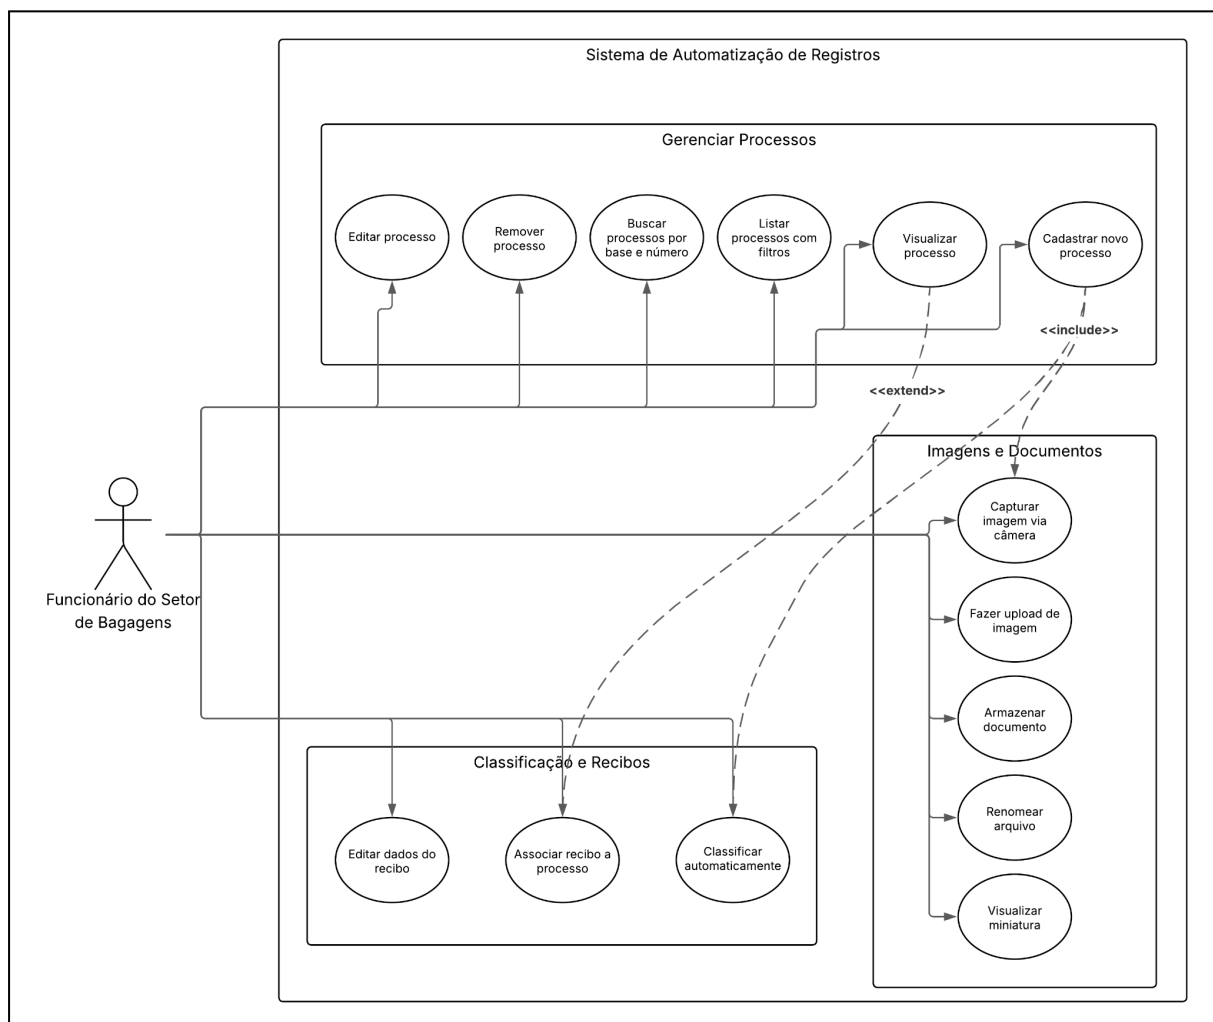 Sistema de Automatização de Registros
Gerenciar Processos
Editar processo
Remover
processo
Buscar
processos por
base e número
Listar
processos com
filtros
Visualizar
processo
Cadastrar novo
processo
<<include>>
<<extend>>
Imagens e Documentos
Capturar
imagem via
câmera
Fazer upload de
imagem
Armazenar
documento
Renomear
arquivo
Visualizar
miniatura
Funcionário do Setor
de Bagagens
Classificação e Recibos
Editar dados do
recibo
Associar recibo a
processo
Classificar
automaticamente